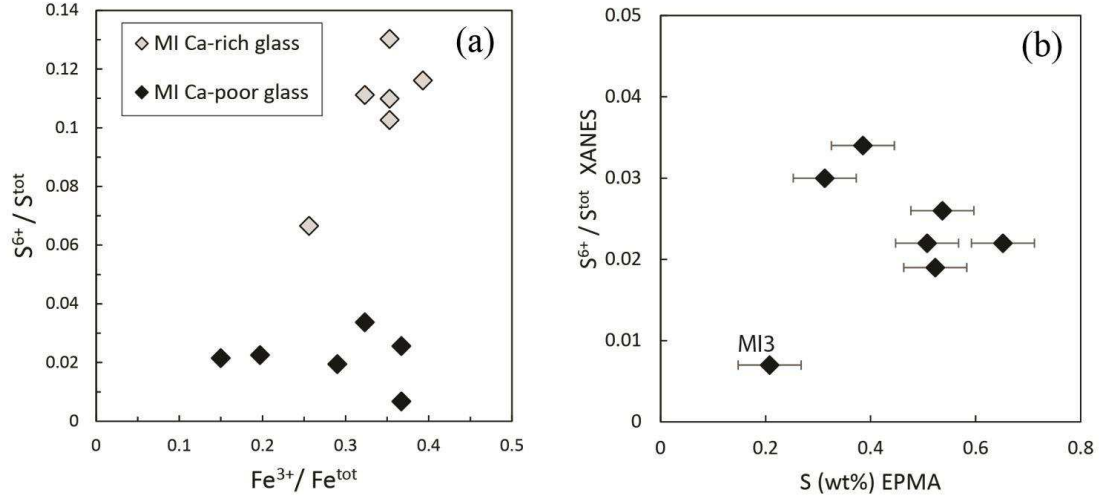 0.14
0.12
0.1
0.08
0.06
0.04
0.02
0
S⁶⁺ / Sᵗᵒᵗ
MI Ca-rich glass
MI Ca-poor glass
(a)
0 0.1 0.2 0.3 0.4 0.5
Fe³⁺/ Feᵗᵒᵗ
0.05
0.04
0.03
0.02
0.01
0
S⁶⁺ / Sᵗᵒᵗ XANES
(b)
MI3
0 0.2 0.4 0.6 0.8
S (wt%) EPMA